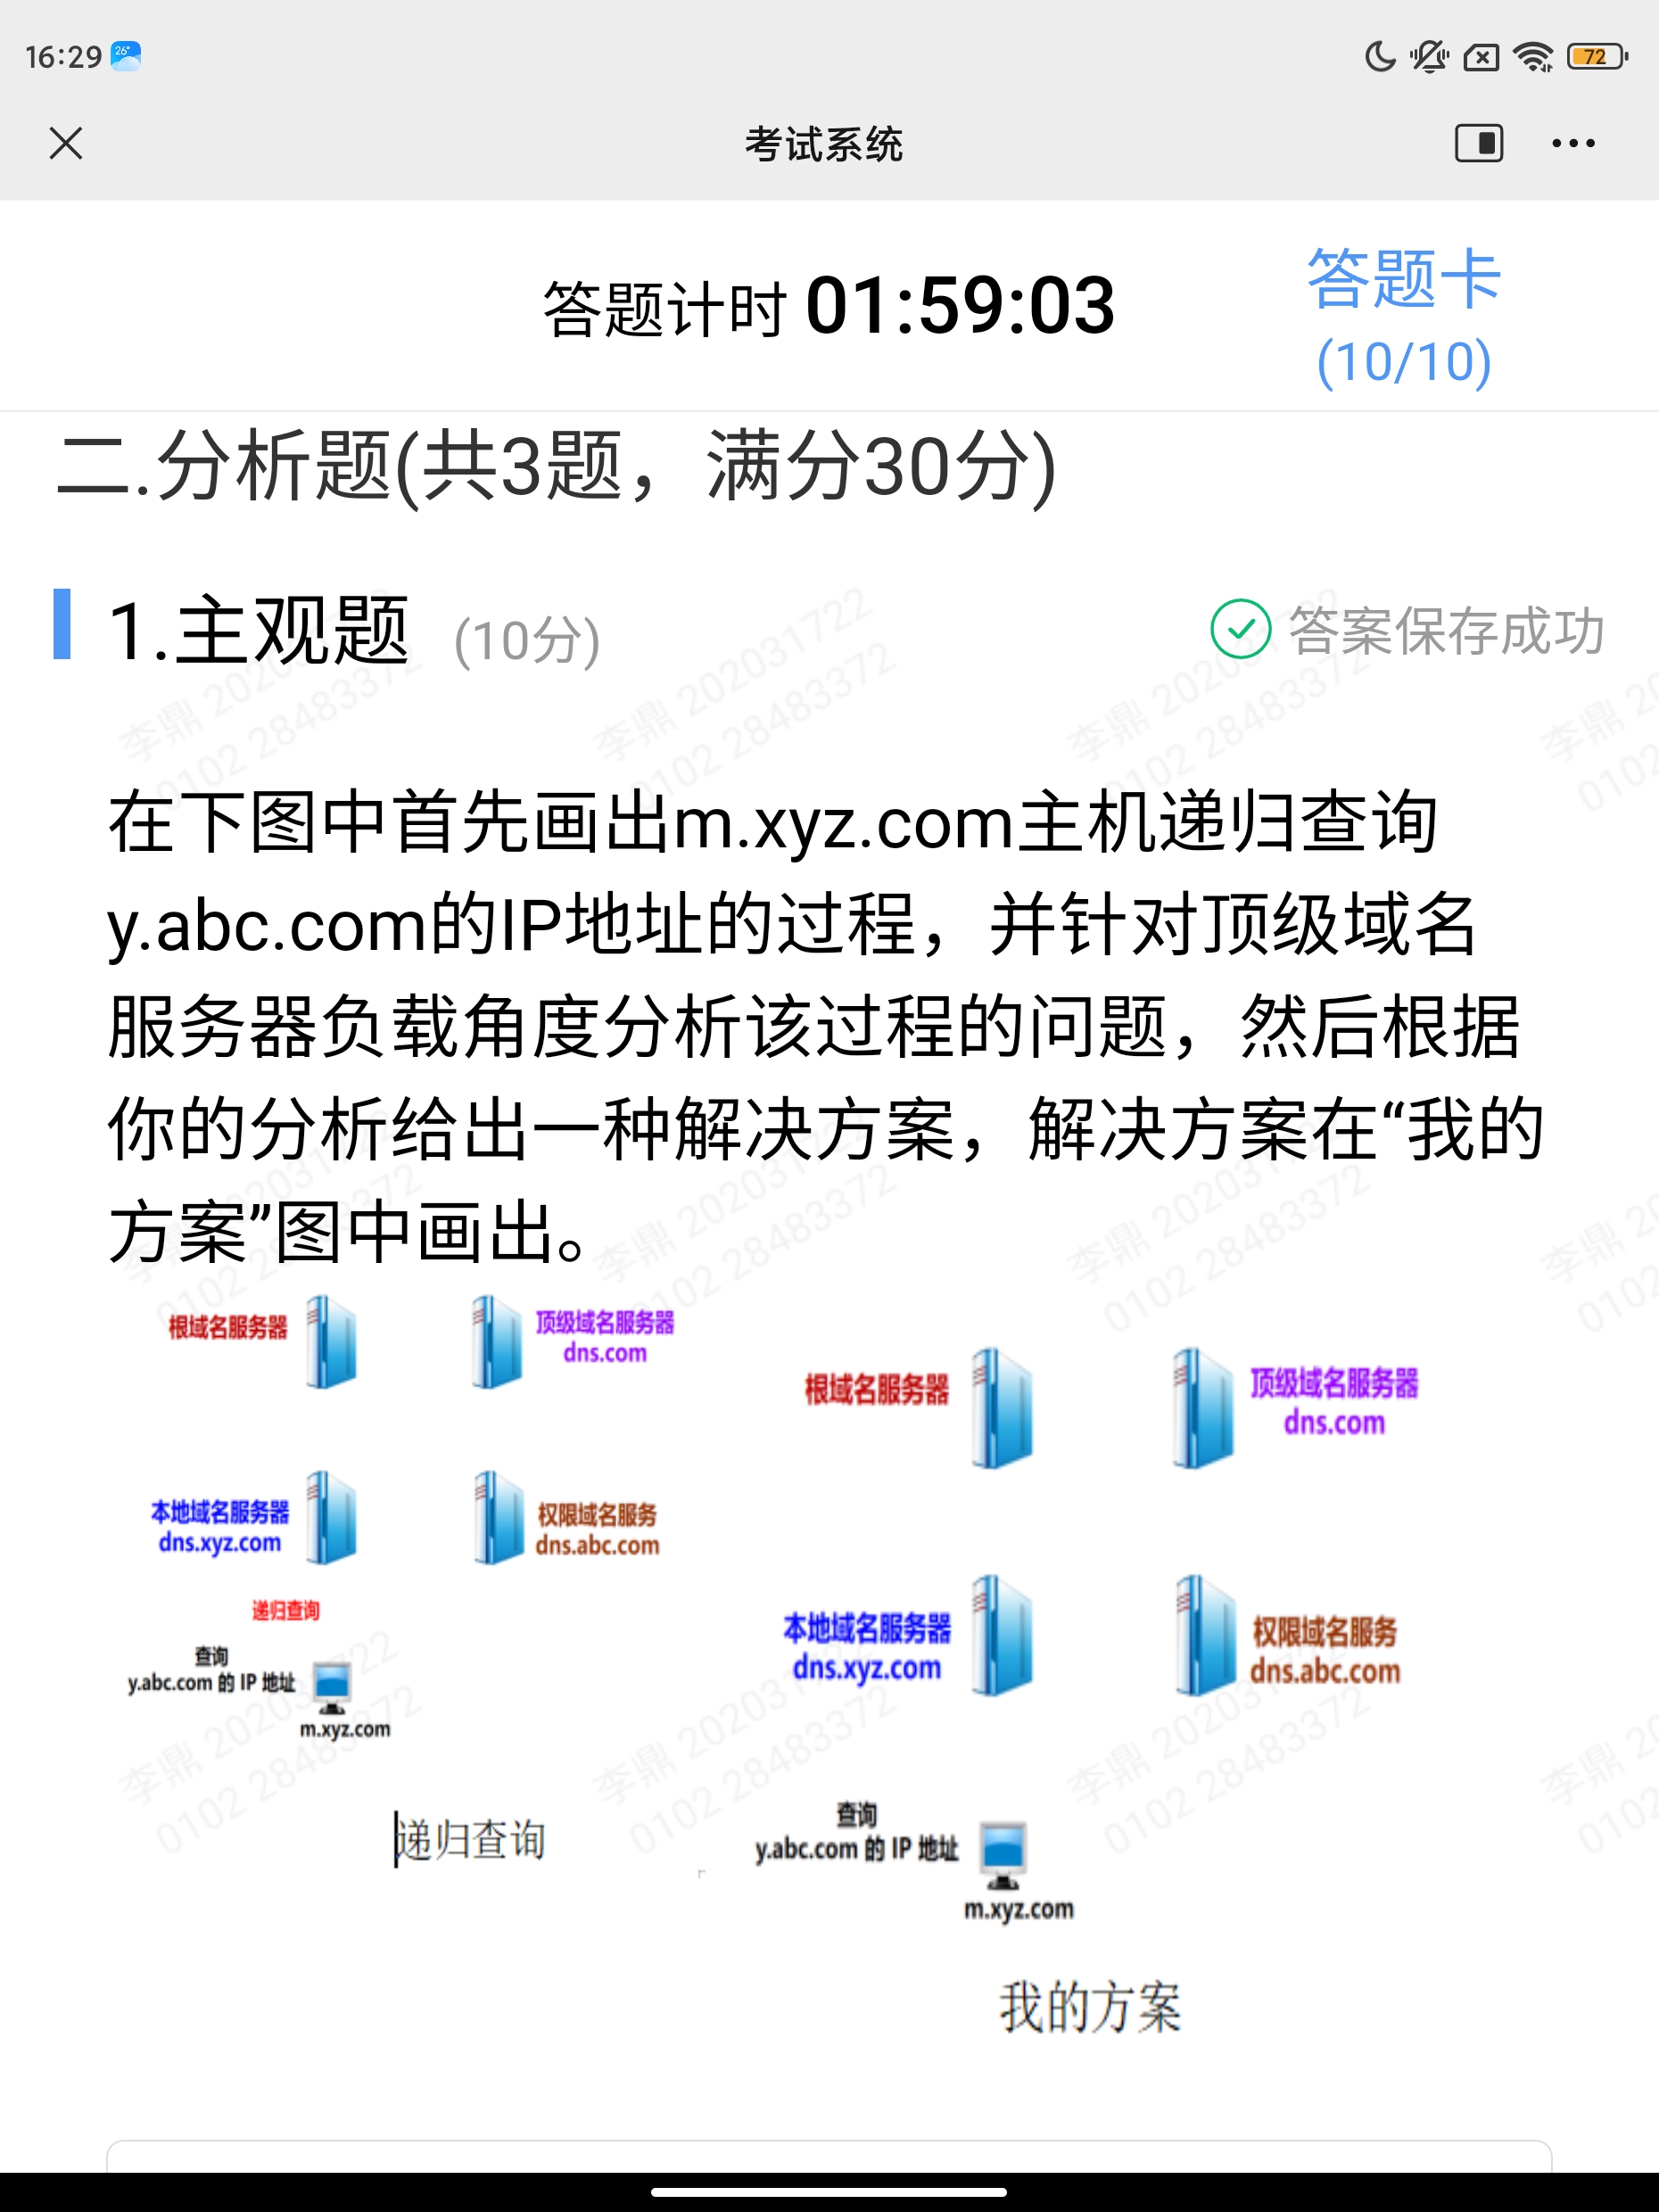 16:29
26°
72
考试系统
答题计时 01:59:03
答题卡
(10/10)
二.分析题(共3题，满分30分)
1.主观题 (10分)
答案保存成功
在下图中首先画出m.xyz.com主机递归查询
y.abc.com的IP地址的过程，并针对顶级域名
服务器负载角度分析该过程的问题，然后根据
你的分析给出一种解决方案，解决方案在“我的
方案”图中画出。
根域名服务器
顶级域名服务器
dns.com
本地域名服务器
dns.xyz.com
权限域名服务
dns.abc.com
递归查询
查询
y.abc.com 的 IP 地址
m.xyz.com
递归查询
根域名服务器
顶级域名服务器
dns.com
本地域名服务器
dns.xyz.com
权限域名服务
dns.abc.com
查询
y.abc.com 的 IP 地址
m.xyz.com
我的方案
李鼎 202031722
0102 28483372